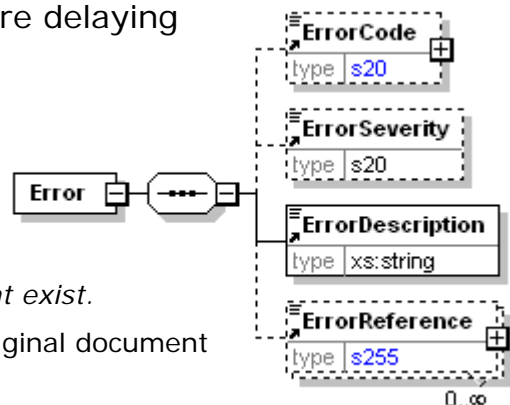 re delaying
ErrorCode
type s20
ErrorSeverity
type s20
Error
ErrorDescription
type xs:string
t exist.
ErrorReference
ginal document
type s255
0..∞